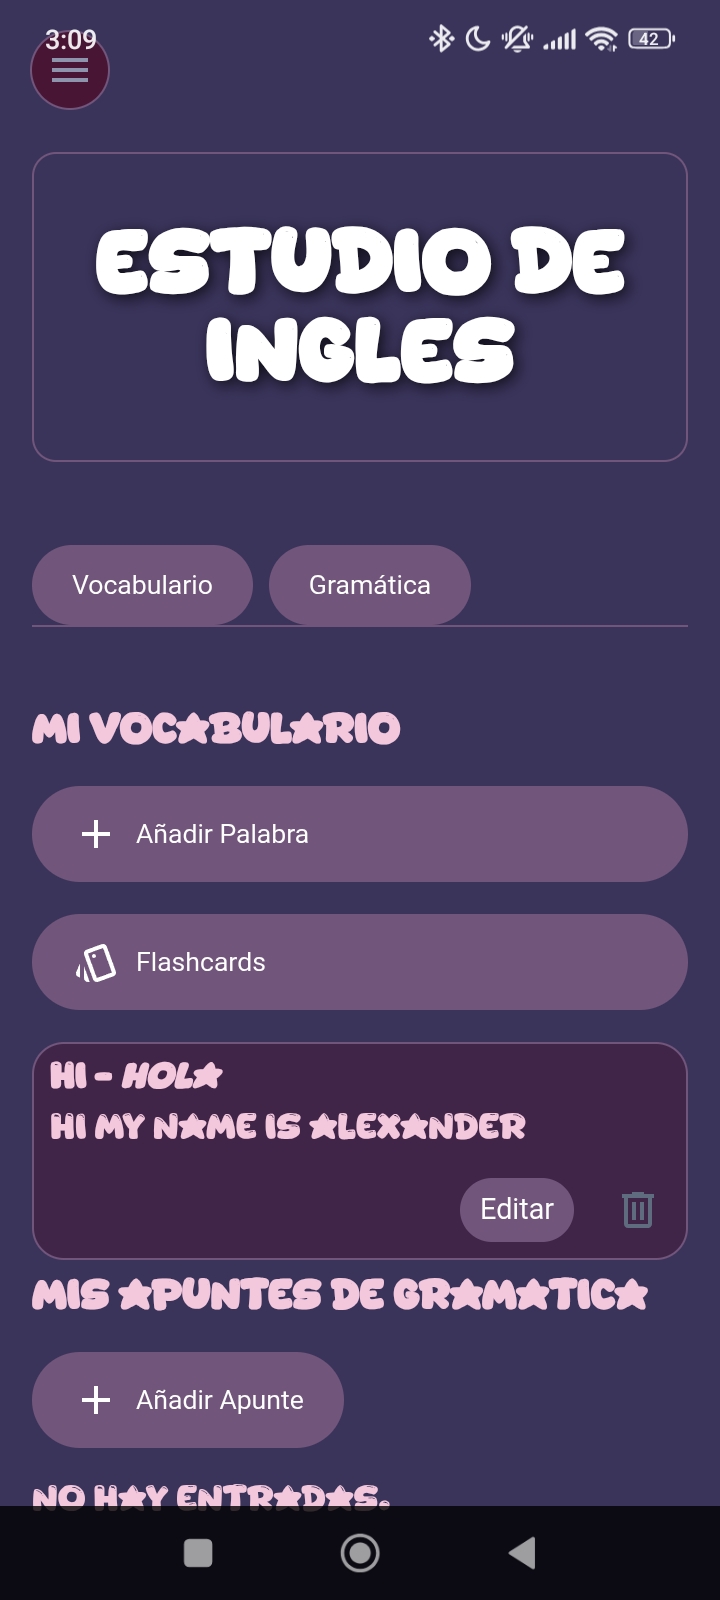 3:09
42
ESTUDIO DE
INGLES
Vocabulario Gramática
MI VOCABULARIO
Añadir Palabra
Flashcards
HI - HOLA
HI MY NAME IS ALEXANDER
Editar
MIS APUNTES DE GRAMATICA
Añadir Apunte
NO HAY ENTRADAS.